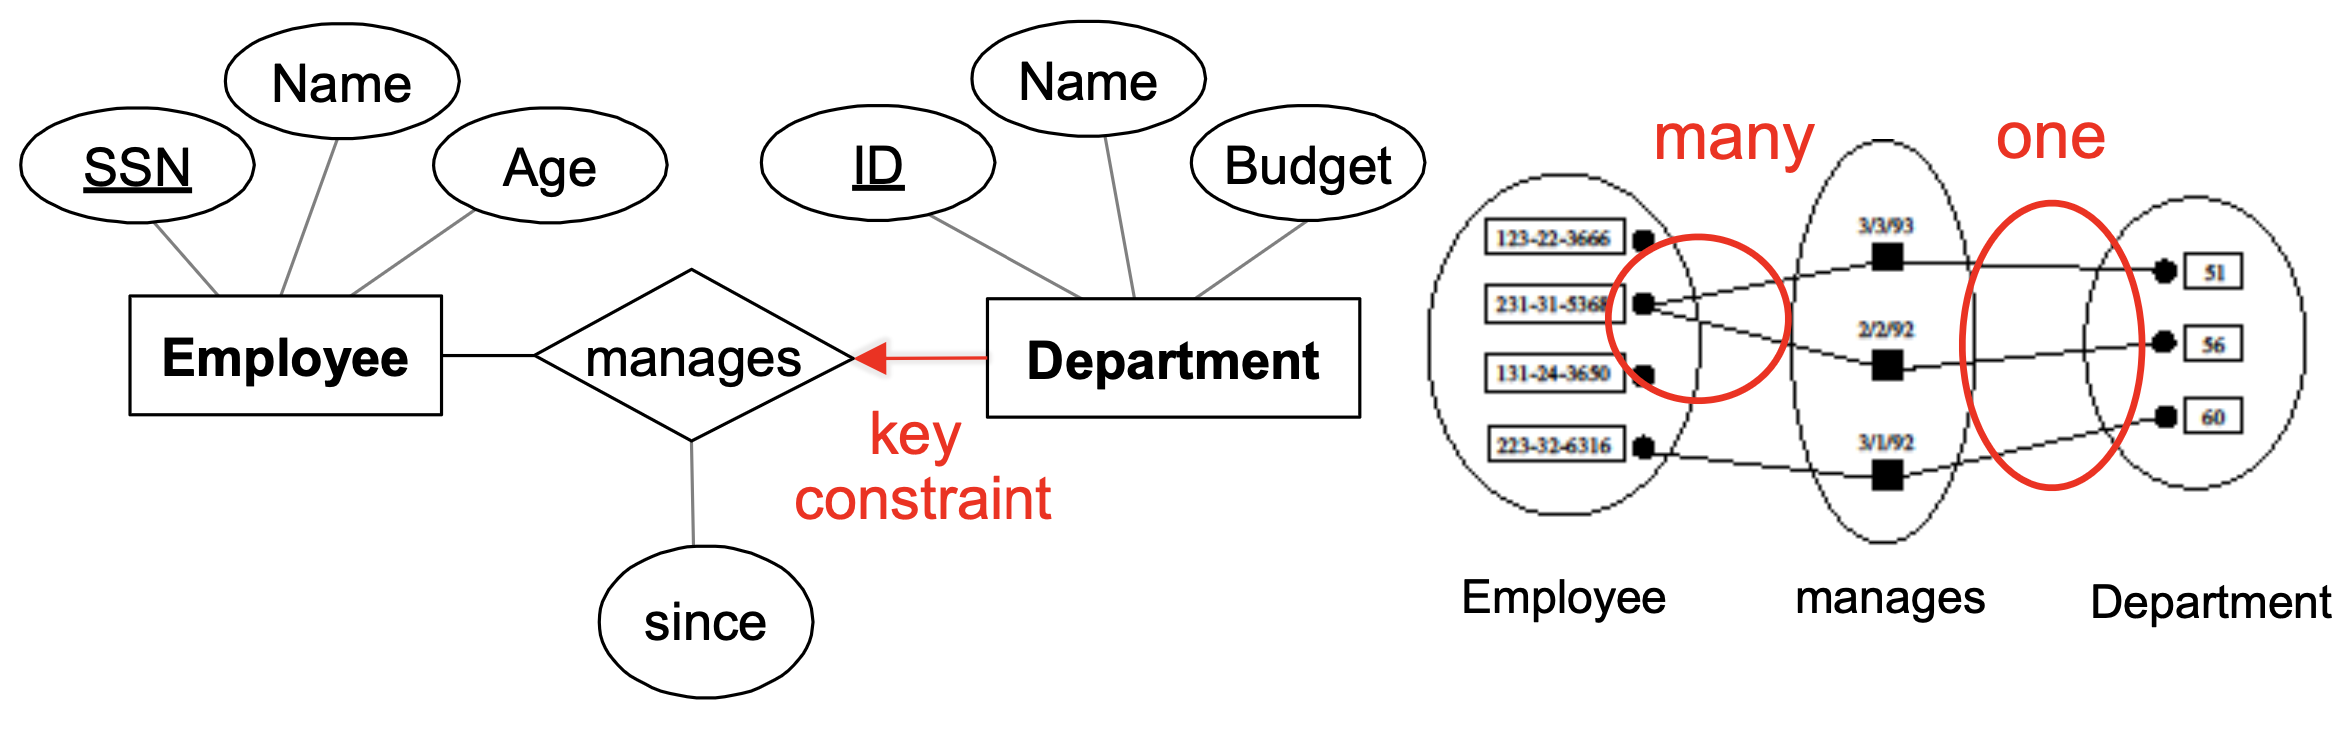 Name
SSN
Age
Name
ID
Budget
Employee
manages
Department
key
constraint
since
many
one
123-22-3666
231-31-5368
131-24-3650
223-32-6316
3/3/93
2/2/92
3/1/92
51
56
60
Employee
manages
Department